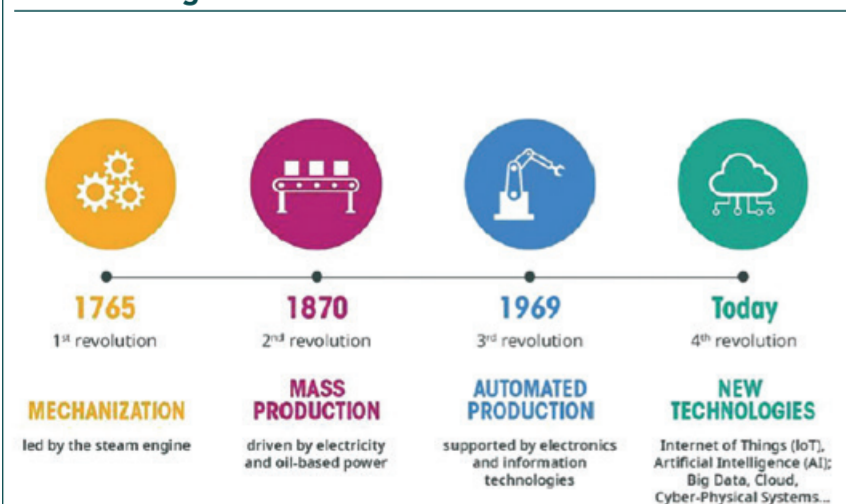 1765
1st revolution
MECHANIZATION
led by the steam engine
1870
2nd revolution
MASS
PRODUCTION
driven by electricity
and oil-based power
1969
3rd revolution
AUTOMATED
PRODUCTION
supported by electronics
and information
technologies
Today
4th revolution
NEW
TECHNOLOGIES
Internet of Things (IoT),
Artificial Intelligence (AI);
Big Data, Cloud,
Cyber-Physical Systems...